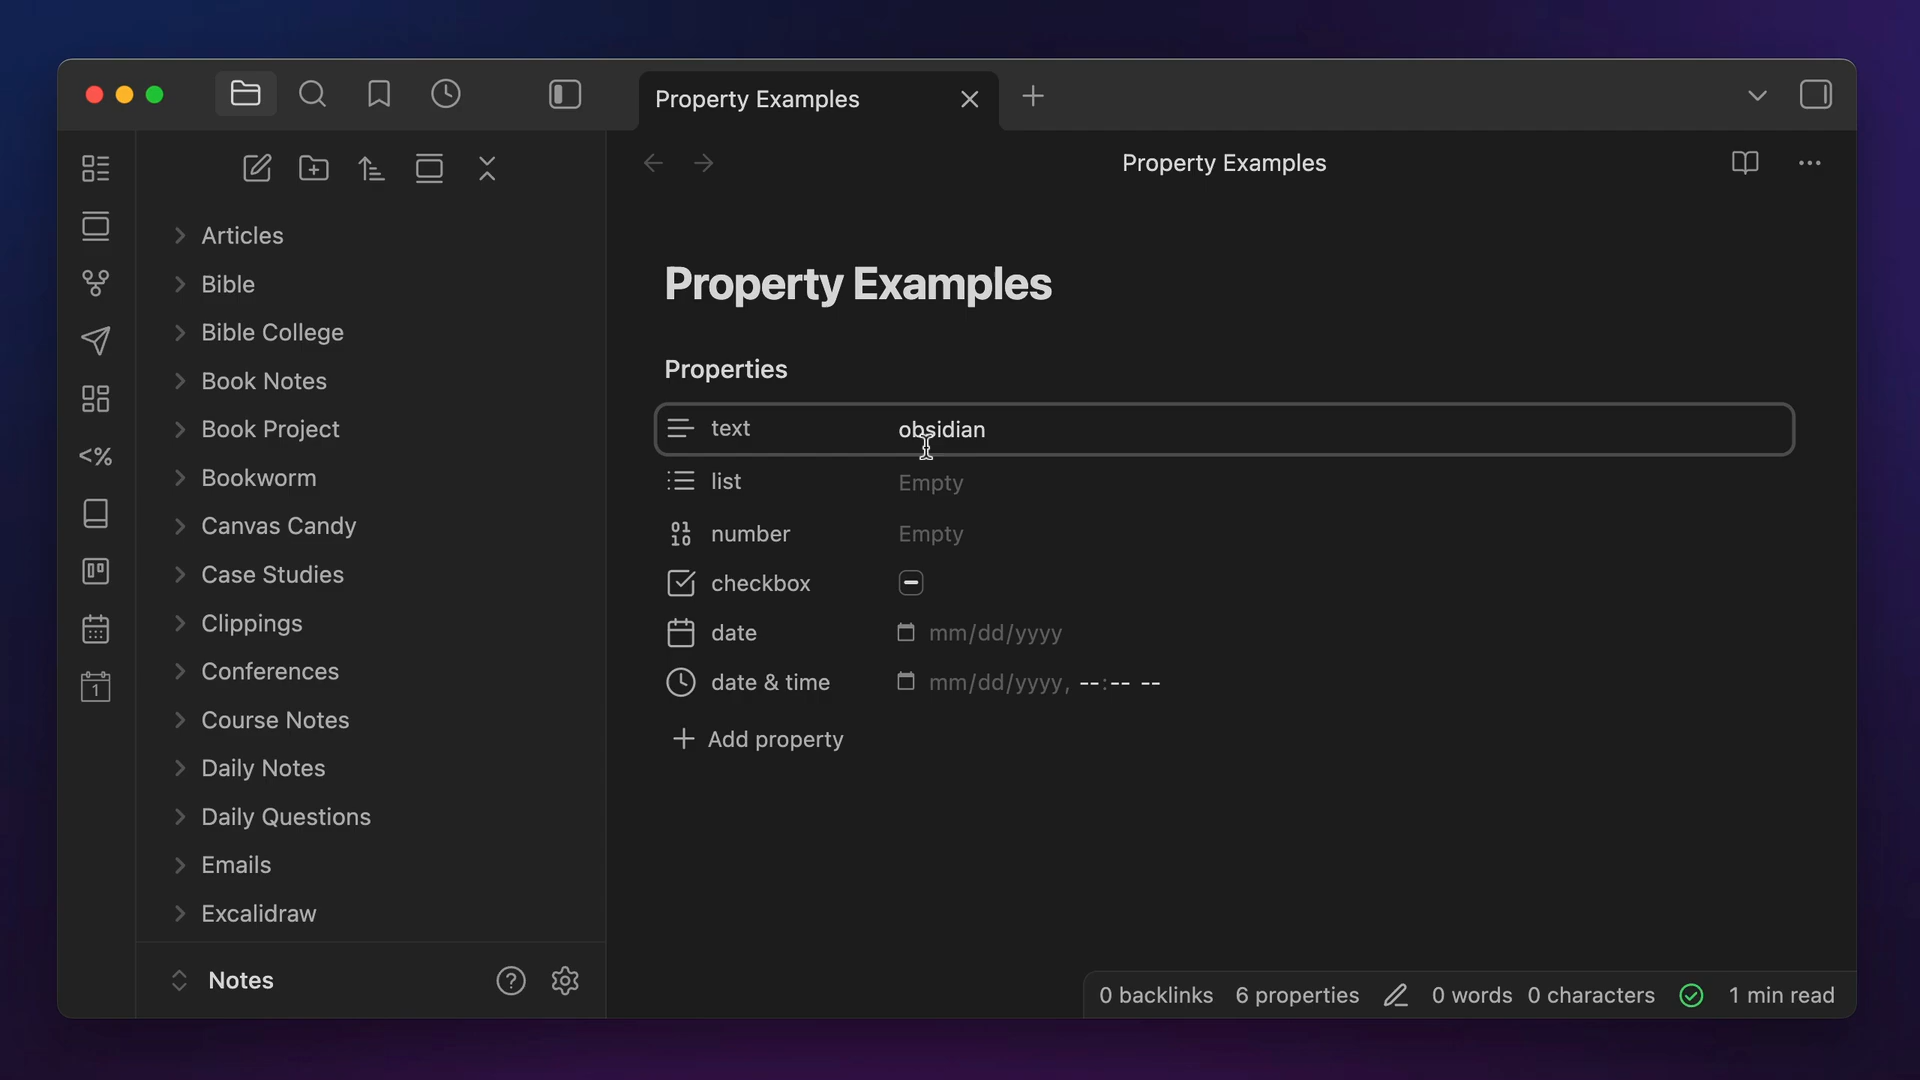 Property Examples
Property Examples
Articles
Bible
Bible College
Book Notes
Book Project
Bookworm
Canvas Candy
Case Studies
Clippings
Conferences
Course Notes
Daily Notes
Daily Questions
Emails
Excalidraw
Notes
<%
1
Property Examples
Properties
text obsidian
list Empty
01
10
number Empty
checkbox
date mm/dd/yyyy
date & time mm/dd/yyyy, --:-- --
Add property
0 backlinks 6 properties 0 words 0 characters 1 min read